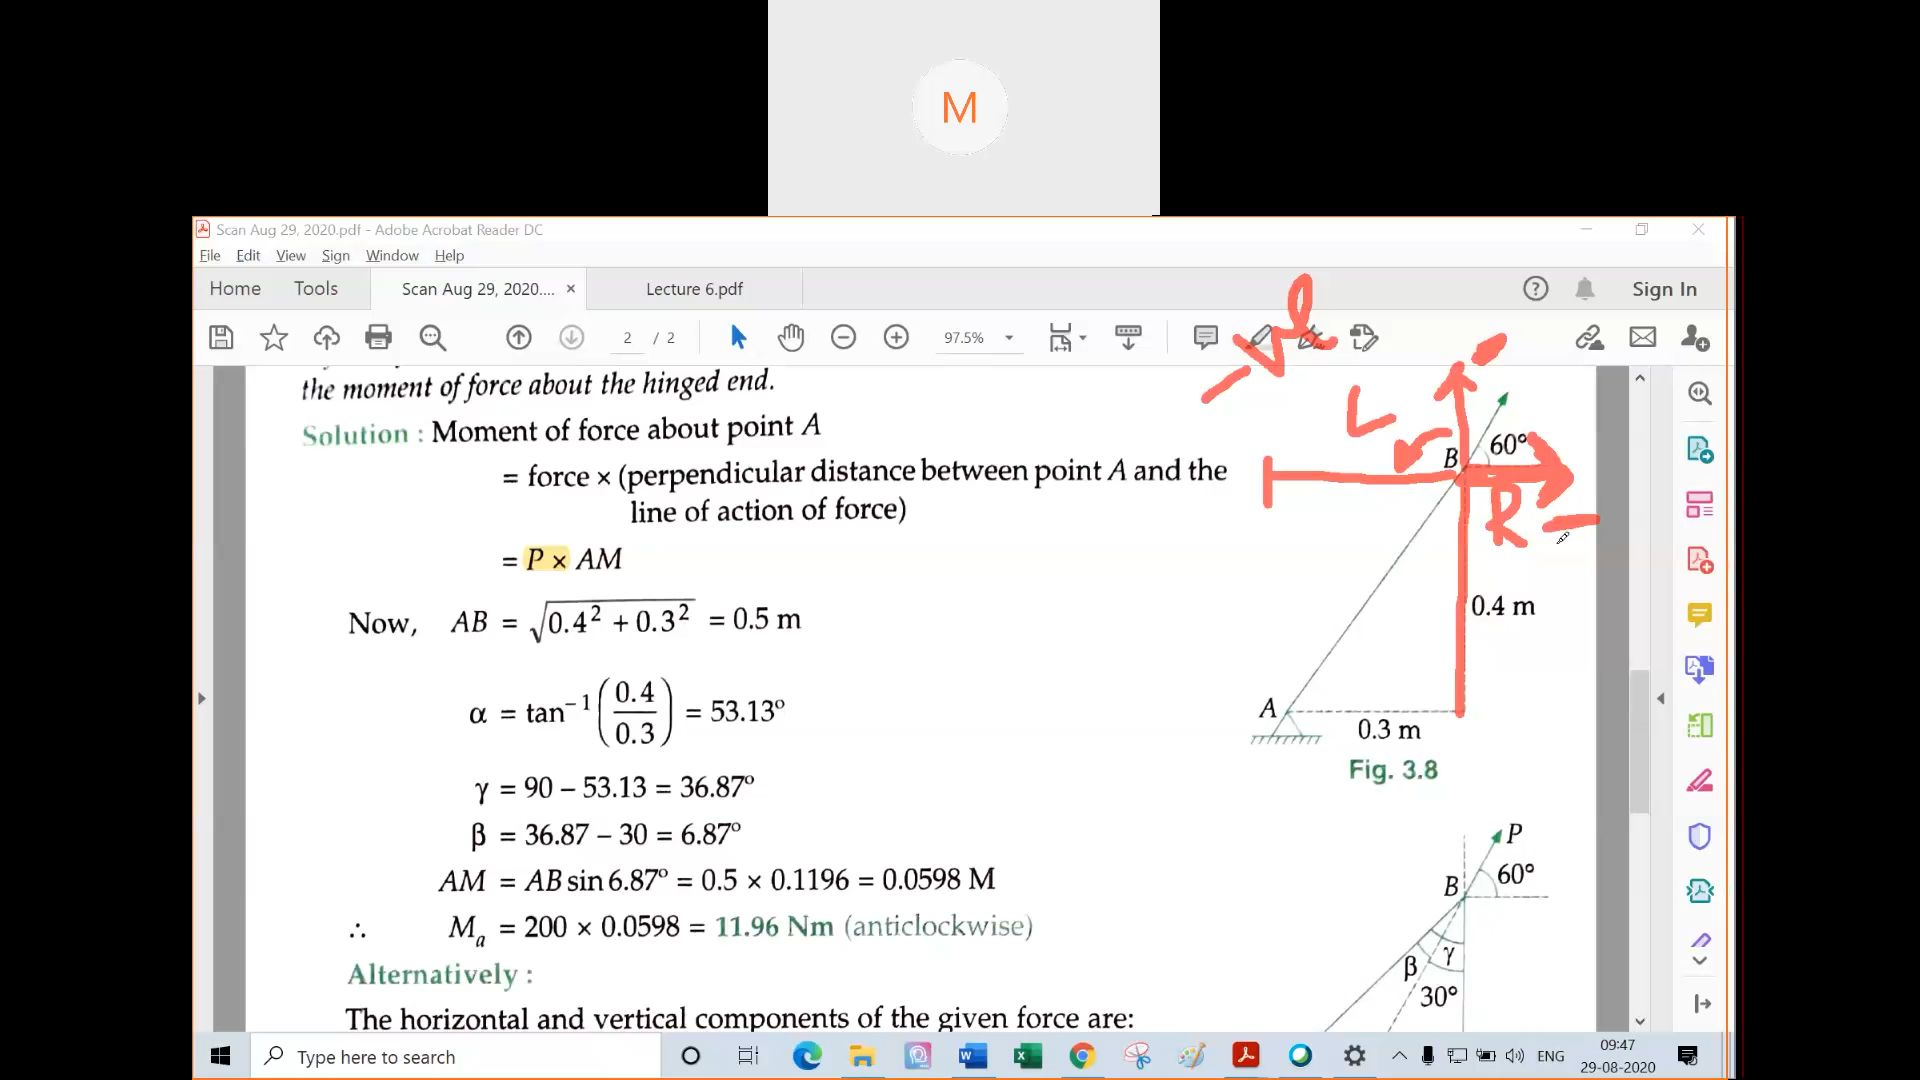 M
Scan Aug 29, 2020.pdf - Adobe Acrobat Reader DC
File Edit View Window Help
Home Tools Scan Aug 29, 2020.... × Lecture 6.pdf Sign In
2 / 2 97.5%
the moment of force about the hinged end.
Solution : Moment of force about point A
= force × (perpendicular distance between point A and the
line of action of force)
= P × AM
Now, AB = √0.4² + 0.3² = 0.5 m
α = tan⁻¹ (0.4/0.3) = 53.13°
γ = 90 – 53.13 = 36.87°
β = 36.87 – 30 = 6.87°
AM = AB sin 6.87° = 0.5 × 0.1196 = 0.0598 M
∴ Ma = 200 × 0.0598 = 11.96 Nm (anticlockwise)
Alternatively :
The horizontal and vertical components of the given force are:
L
B 60°
R
0.4 m
A
0.3 m
Fig. 3.8
P
B 60°
β γ
30°
Type here to search
ENG
09:47
29-08-2020